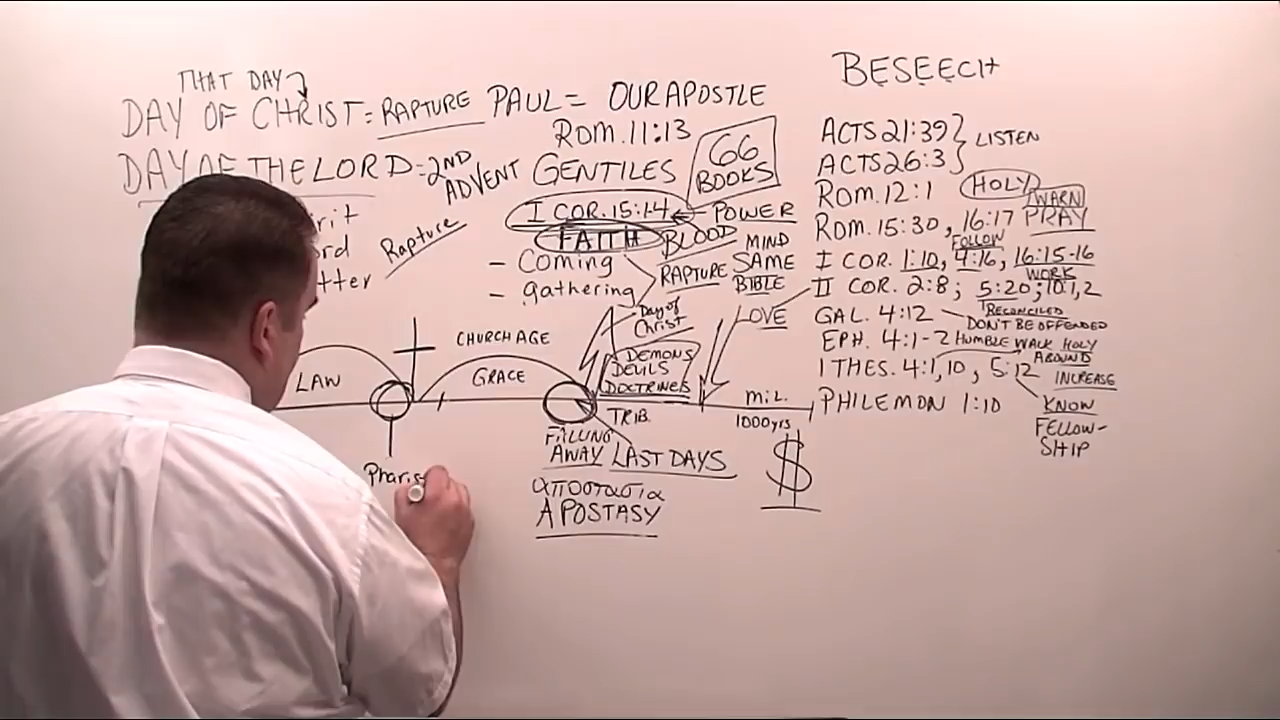 THAT DAY
DAY OF CHRIST = RAPTURE
DAY OF THE LORD = 2ND ADVENT
Rapture
PAUL = OUR APOSTLE
ROM. 11:13
GENTILES
66 BOOKS
I COR. 15:1-4
POWER
FAITH
BLOOD
- Coming
- gathering
RAPTURE
MIND
SAME
BIBLE
LOVE
Day of Christ
DEMONS
DEVILS
DOCTRINES
CHURCH AGE
GRACE
LAW
TRIB.
MIL.
1000yrs
$
FALLING
AWAY
LAST DAYS
αποστασια
APOSTASY
Pharis
BESEECH
ACTS 21:39
ACTS 26:3
} LISTEN
ROM. 12:1 HOLY
ROM. 15:30, 16:17 PRAY
WARN
FOLLOW
I COR. 1:10, 4:16, 16:15-16
WORK
II COR. 2:8; 5:20; 10:1,2
RECONCILED
GAL. 4:12
DON'T BE OFFENDED
EPH. 4:1-2 HUMBLE WALK HOLY
1 THES. 4:1, 10, 5:12
ABOUND
INCREASE
PHILEMON 1:10
KNOW
FELLOW-
SHIP